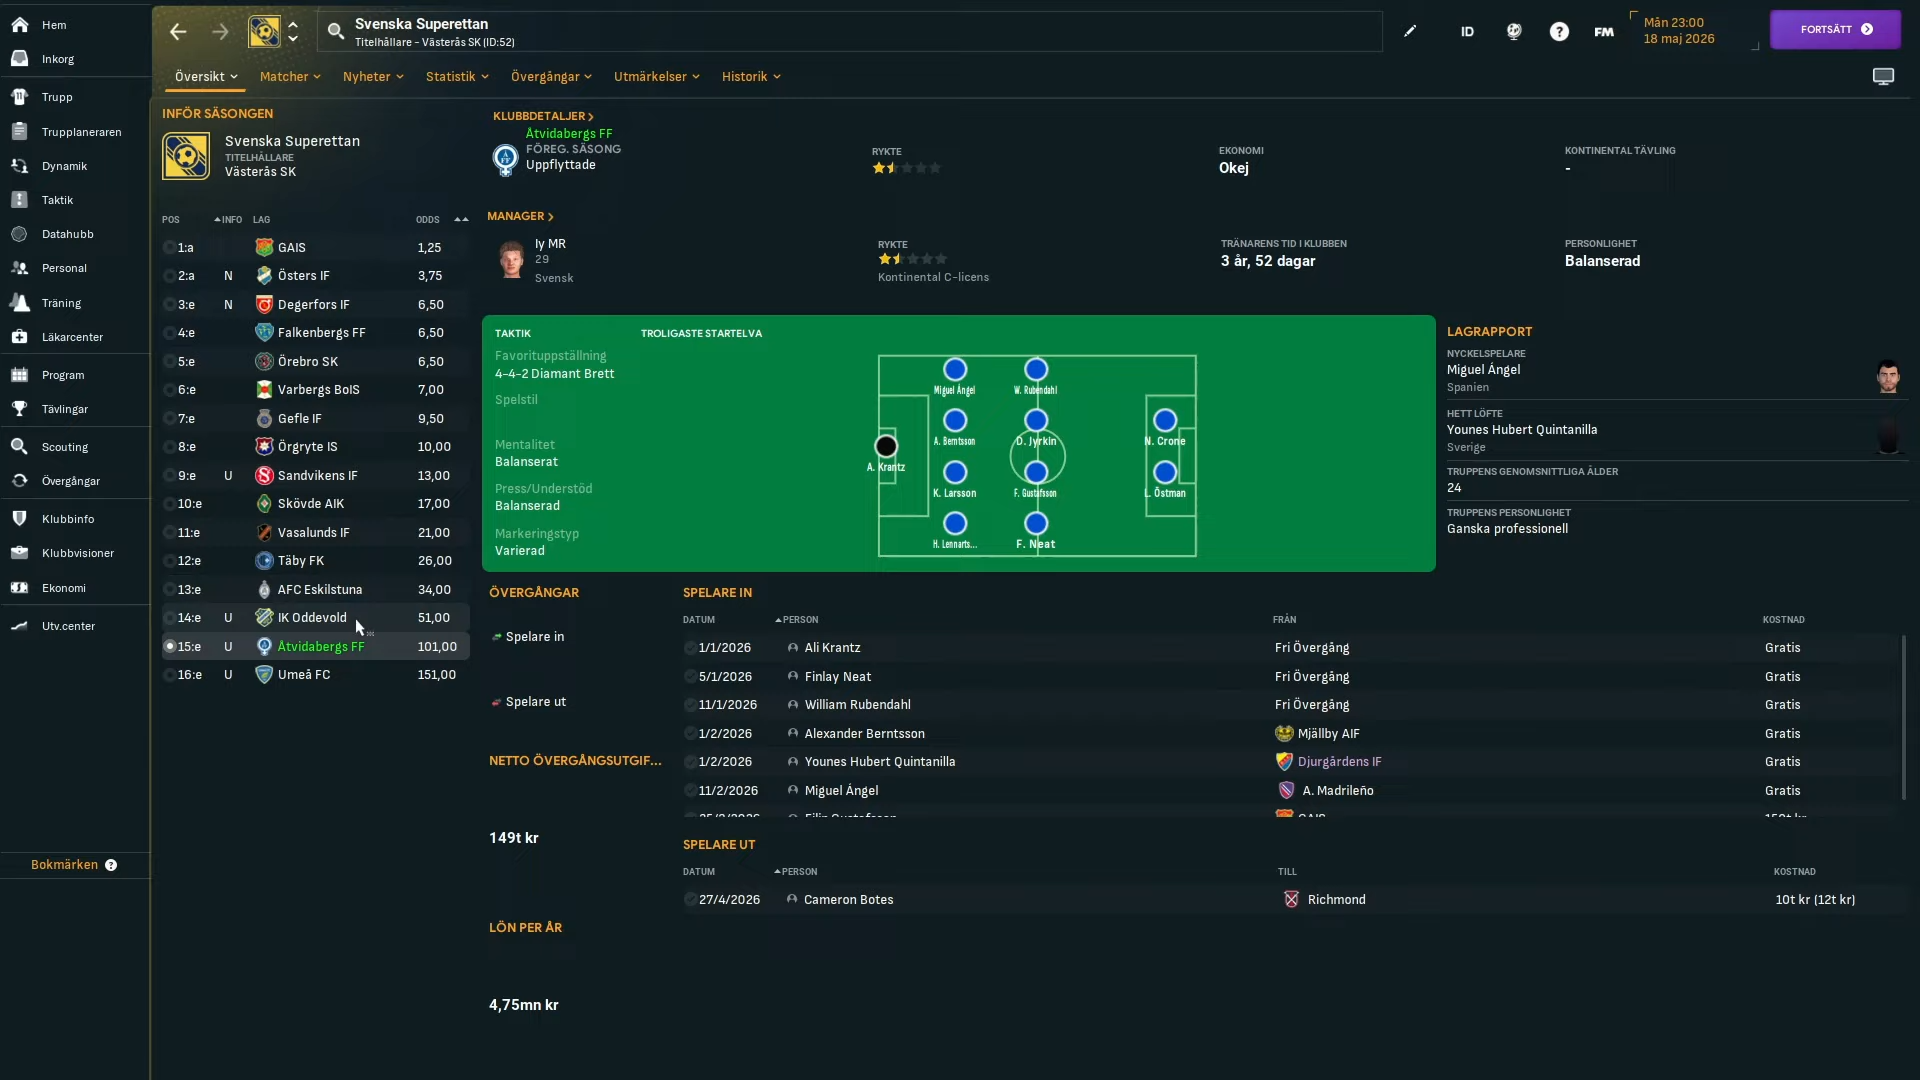 Hem
Inkorg
Trupp
Trupplaneraren
Dynamik
Taktik
Datahubb
Personal
Träning
Läkarcenter
Program
Tävlingar
Scouting
Övergångar
Klubbinfo
Klubbvisioner
Ekonomi
Utv.center
Bokmärken ?
Svenska Superettan
Titelhållare - Västerås SK (ID:52)
ID
?
FM
Mån 23:00
18 maj 2026
FORTSÄTT
Översikt
Matcher
Nyheter
Statistik
Övergångar
Utmärkelser
Historik
INFÖR SÄSONGEN
Svenska Superettan
TITELHÅLLARE
Västerås SK
POS INFO LAG ODDS
1:a GAIS 1,25
2:a N Östers IF 3,75
3:e N Degerfors IF 6,50
4:e Falkenbergs FF 6,50
5:e Örebro SK 6,50
6:e Varbergs BoIS 7,00
7:e Gefle IF 9,50
8:e Örgryte IS 10,00
9:e U Sandvikens IF 13,00
10:e Skövde AIK 17,00
11:e Vasalunds IF 21,00
12:e Täby FK 26,00
13:e AFC Eskilstuna 34,00
14:e U IK Oddevold 51,00
15:e U Åtvidabergs FF 101,00
16:e U Umeå FC 151,00
KLUBBDETALJER
Åtvidabergs FF
FÖREG. SÄSONG
Uppflyttade
RYKTE
EKONOMI
Okej
KONTINENTAL TÄVLING
-
MANAGER
Iy MR
29
Svensk
RYKTE
Kontinental C-licens
TRÄNARENS TID I KLUBBEN
3 år, 52 dagar
PERSONLIGHET
Balanserad
TAKTIK
Favorituppställning
4-4-2 Diamant Brett
Spelstil
Mentalitet
Balanserat
Press/Understöd
Balanserad
Markeringstyp
Varierad
TROLIGASTE STARTELVA
Miguel Ángel
W. Rubendahl
A. Berntsson
D. Jyrkin
N. Crone
A. Krantz
K. Larsson
F. Gustafsson
L. Östman
H. Lennarts...
F. Neat
LAGRAPPORT
NYCKELSPELARE
Miguel Ángel
Spanien
HETT LÖFTE
Younes Hubert Quintanilla
Sverige
TRUPPENS GENOMSNITTLIGA ÅLDER
24
TRUPPENS PERSONLIGHET
Ganska professionell
ÖVERGÅNGAR
Spelare in
Spelare ut
NETTO ÖVERGÅNGSUTGIF...
149t kr
LÖN PER ÅR
4,75mn kr
SPELARE IN
DATUM PERSON FRÅN KOSTNAD
1/1/2026 Ali Krantz Fri Övergång Gratis
5/1/2026 Finlay Neat Fri Övergång Gratis
11/1/2026 William Rubendahl Fri Övergång Gratis
1/2/2026 Alexander Berntsson Mjällby AIF Gratis
1/2/2026 Younes Hubert Quintanilla Djurgårdens IF Gratis
11/2/2026 Miguel Ángel A. Madrileño Gratis
SPELARE UT
DATUM PERSON TILL KOSTNAD
27/4/2026 Cameron Botes Richmond 10t kr (12t kr)